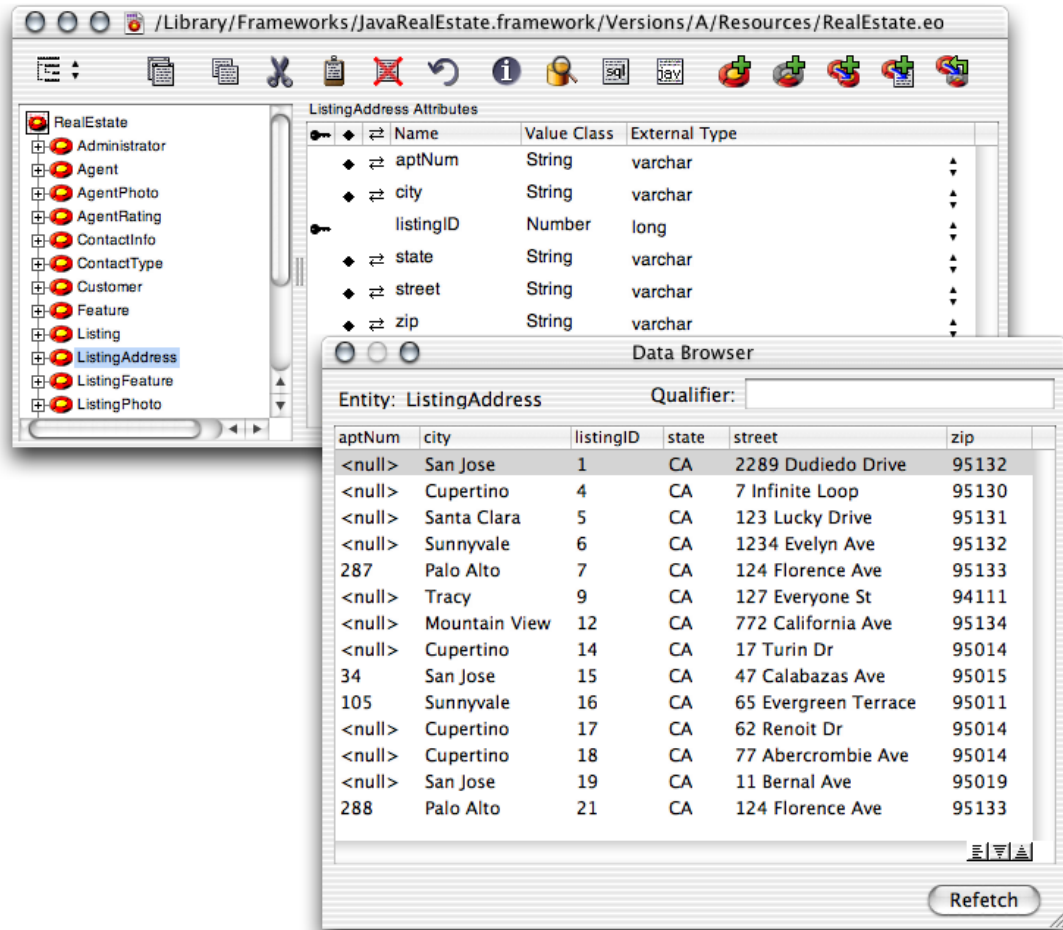 /Library/Frameworks/JavaRealEstate.framework/Versions/A/Resources/RealEstate.eo
sql
jav
RealEstate
Administrator
Agent
AgentPhoto
AgentRating
ContactInfo
ContactType
Customer
Feature
Listing
ListingAddress
ListingFeature
ListingPhoto
ListingAddress Attributes
Name Value Class External Type
aptNum String varchar
city String varchar
listingID Number long
state String varchar
street String varchar
zip String varchar
Data Browser
Entity: ListingAddress Qualifier:
aptNum city listingID state street zip
<null> San Jose 1 CA 2289 Dudiedo Drive 95132
<null> Cupertino 4 CA 7 Infinite Loop 95130
<null> Santa Clara 5 CA 123 Lucky Drive 95131
<null> Sunnyvale 6 CA 1234 Evelyn Ave 95132
287 Palo Alto 7 CA 124 Florence Ave 95133
<null> Tracy 9 CA 127 Everyone St 94111
<null> Mountain View 12 CA 772 California Ave 95134
<null> Cupertino 14 CA 17 Turin Dr 95014
34 San Jose 15 CA 47 Calabazas Ave 95015
105 Sunnyvale 16 CA 65 Evergreen Terrace 95011
<null> Cupertino 17 CA 62 Renoit Dr 95014
<null> Cupertino 18 CA 77 Abercrombie Ave 95014
<null> San Jose 19 CA 11 Bernal Ave 95019
288 Palo Alto 21 CA 124 Florence Ave 95133
Refetch